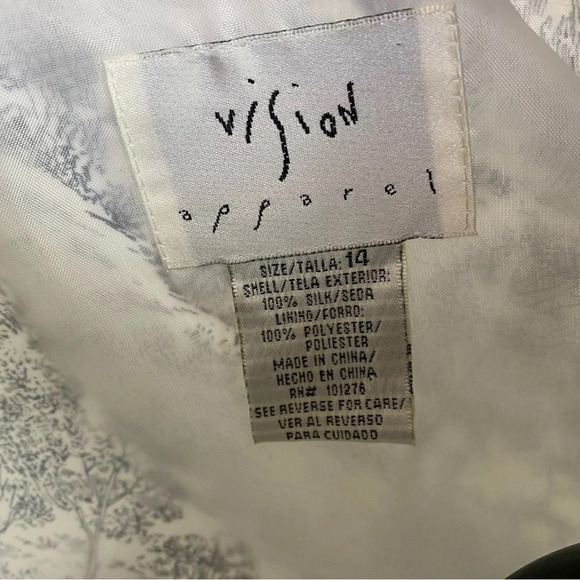 vision
apparel
SIZE/TALLA: 14
SHELL/TELA EXTERIOR:
100% SILK/SEDA
LINING/FORRO:
100% POLYESTER/
POLIESTER
MADE IN CHINA/
HECHO EN CHINA
RN# 101276
SEE REVERSE FOR CARE/
VER AL REVERSO
PARA CUIDADO